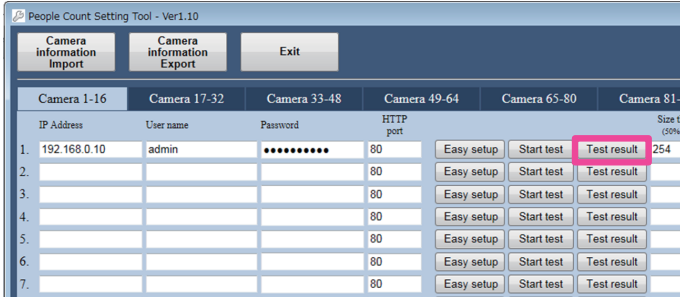 People Count Setting Tool - Ver1.10
Camera information Import
Camera information Export
Exit
Camera 1-16 Camera 17-32 Camera 33-48 Camera 49-64 Camera 65-80 Camera 81-
IP Address User name Password HTTP port Size t (50%
1. 192.168.0.10 admin ●●●●●●●●●● 80 Easy setup Start test Test result 254
2. 80 Easy setup Start test Test result
3. 80 Easy setup Start test Test result
4. 80 Easy setup Start test Test result
5. 80 Easy setup Start test Test result
6. 80 Easy setup Start test Test result
7. 80 Easy setup Start test Test result